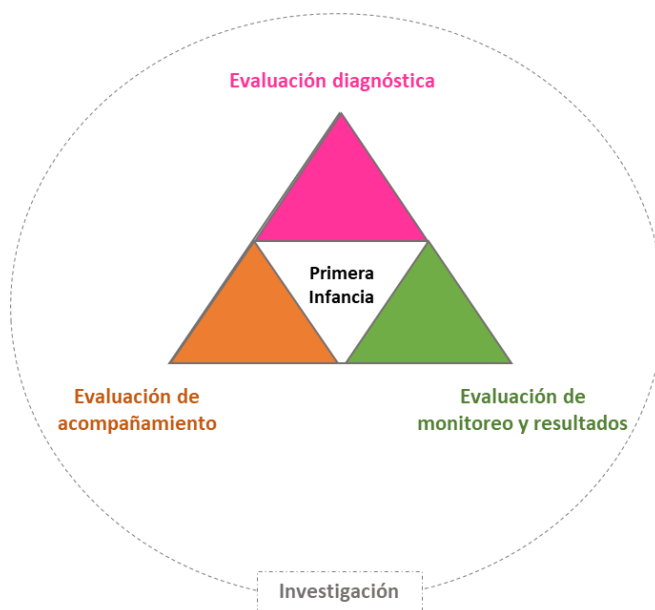 Evaluación diagnóstica
Primera
Infancia
Evaluación de
acompañamiento
Evaluación de
monitoreo y resultados
Investigación